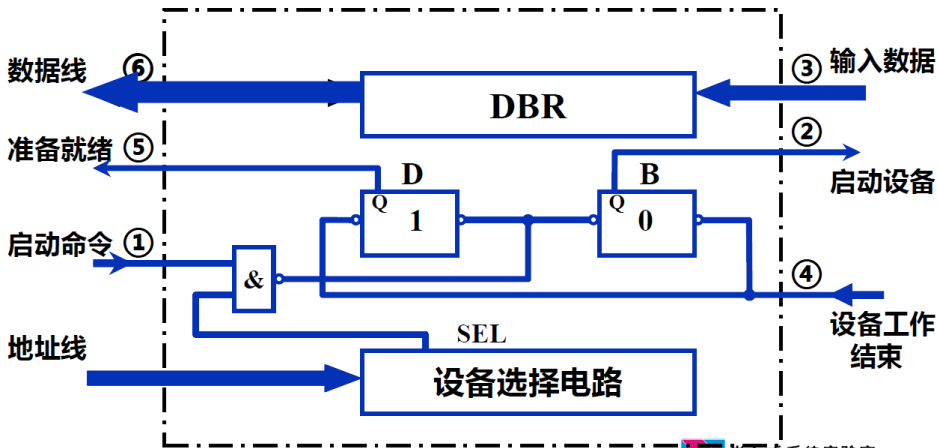 数据线 ⑥
DBR
③ 输入数据
准备就绪 ⑤
②
启动设备
D
Q
1
B
Q
0
启动命令 ①
&
④
设备工作
结束
SEL
地址线
设备选择电路